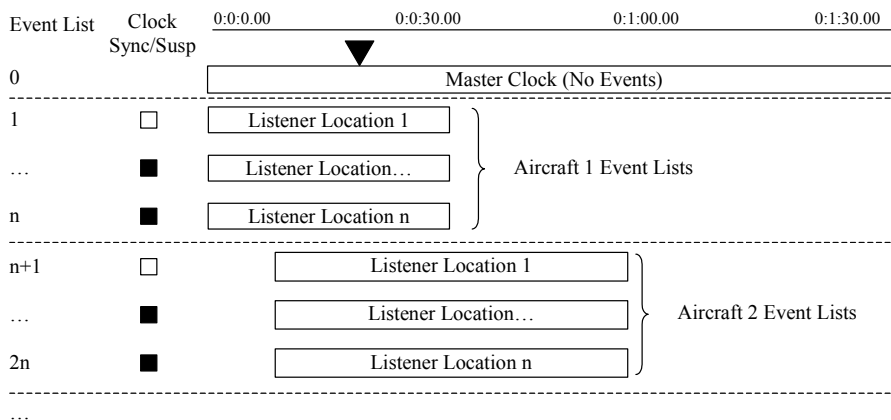 Event List Clock Sync/Susp 0:0:0.00 0:0:30.00 0:1:00.00 0:1:30.00
0 Master Clock (No Events)
1 Listener Location 1
… Listener Location… Aircraft 1 Event Lists
n Listener Location n
n+1 Listener Location 1
… Listener Location… Aircraft 2 Event Lists
2n Listener Location n
…